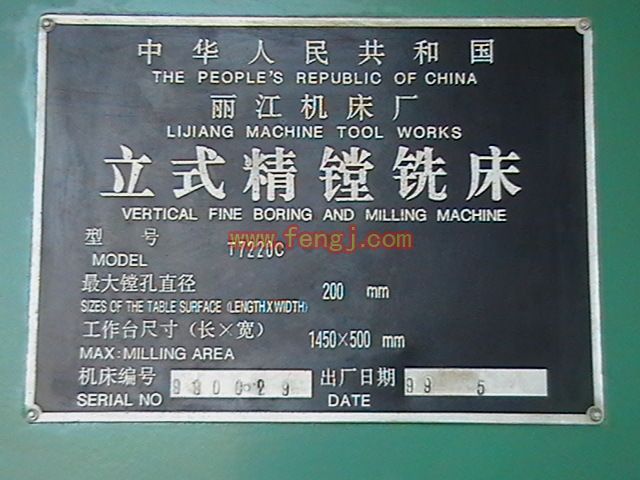 中华人民共和国
THE PEOPLE'S REPUBLIC OF CHINA
丽江机床厂
LIJIANG MACHINE TOOL WORKS
立式精镗铣床
VERTICAL FINE BORING AND MILLING MACHINE
型 号 T7220C
www.fengj.com
MODEL
最大镗孔直径 200 mm
SIZES OF THE TABLE SURFACE (LENGTH X WIDTH)
工作台尺寸(长×宽) 1450×500 mm
MAX: MILLING AREA
机床编号 990029 出厂日期 99 5
SERIAL NO DATE